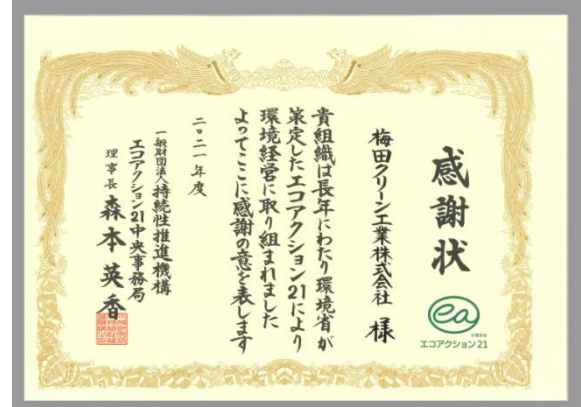 感謝状
エコアクション21
梅田クリーン工業株式会社 様
貴組織は長年にわたり環境省が
策定したエコアクション21により
環境経営に取り組まれました
よってここに感謝の意を表します
二〇二一年度
一般財団法人持続性推進機構
エコアクション21中央事務局
理事長 森本英香